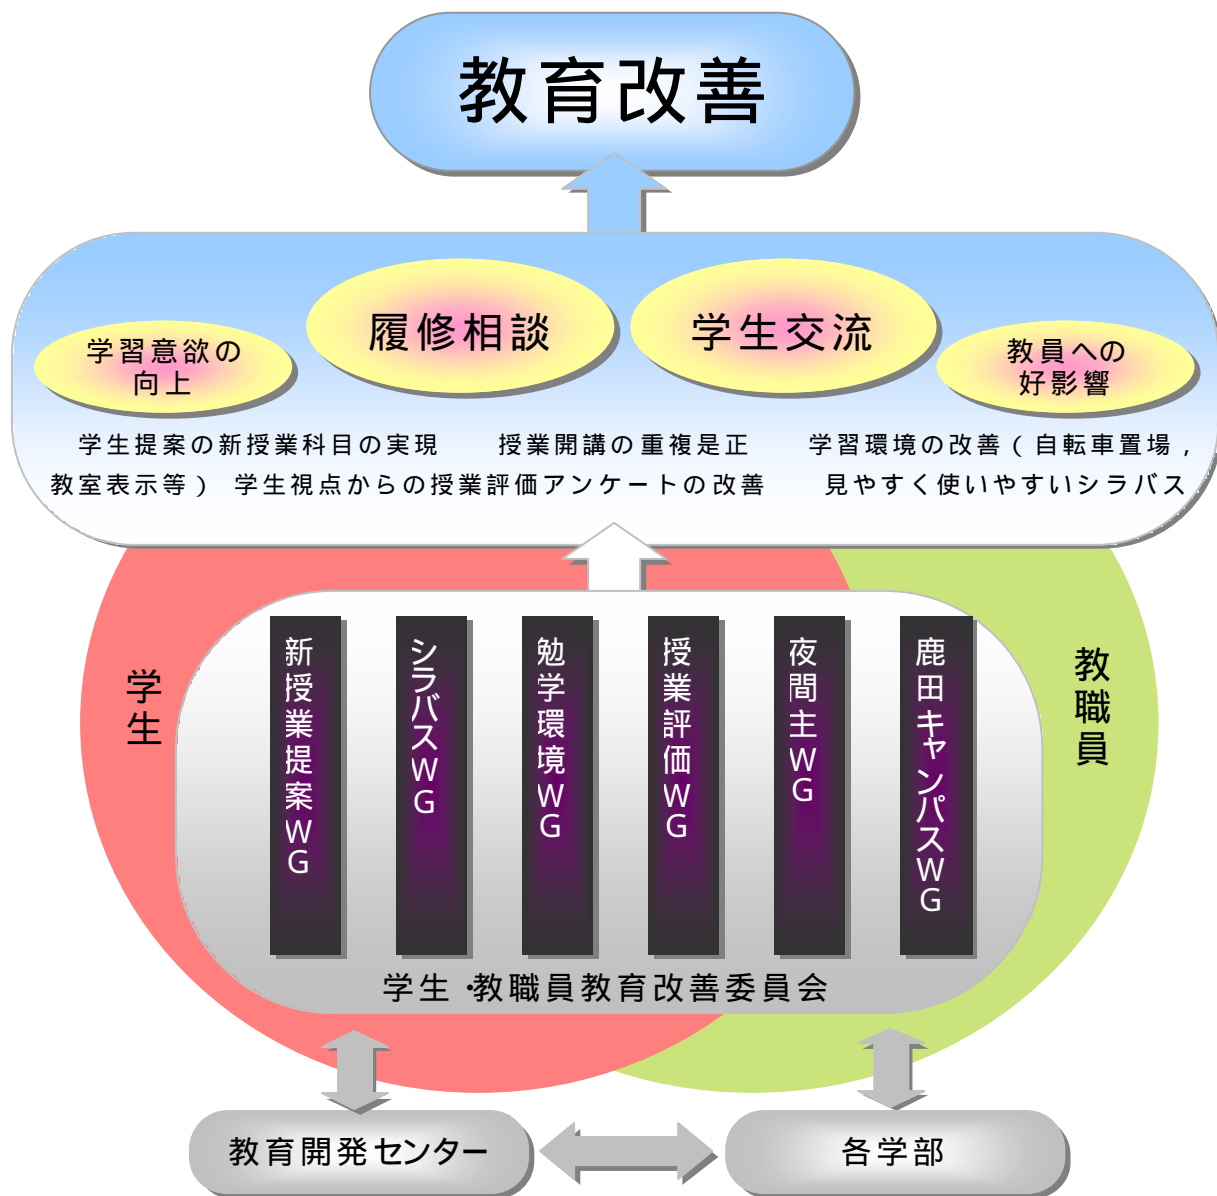 教育改善
履修相談
学生交流
学習意欲の
向上
教員への
好影響
学生提案の新授業科目の実現　授業開講の重複是正　学習環境の改善（自転車置場，
教室表示等）　学生視点からの授業評価アンケートの改善　見やすく使いやすいシラバス
学生
教職員
新授業提案ＷＧ
シラバスＷＧ
勉学環境ＷＧ
授業評価ＷＧ
夜間主ＷＧ
鹿田キャンパスＷＧ
学生・教職員教育改善委員会
教育開発センター
各学部